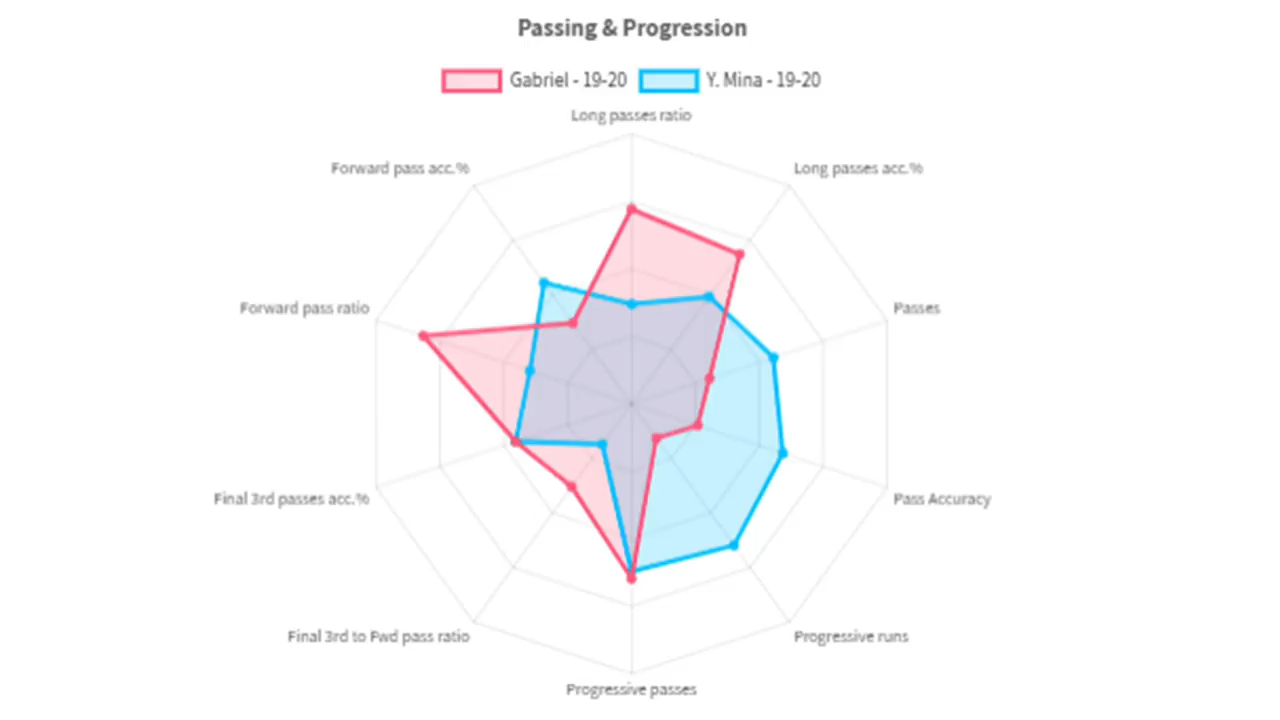 Passing & Progression
Gabriel - 19-20 Y. Mina - 19-20
Long passes ratio
Forward pass acc.% Long passes acc.%
Forward pass ratio Passes
Final 3rd passes acc.% Pass Accuracy
Final 3rd to Fwd pass ratio Progressive runs
Progressive passes